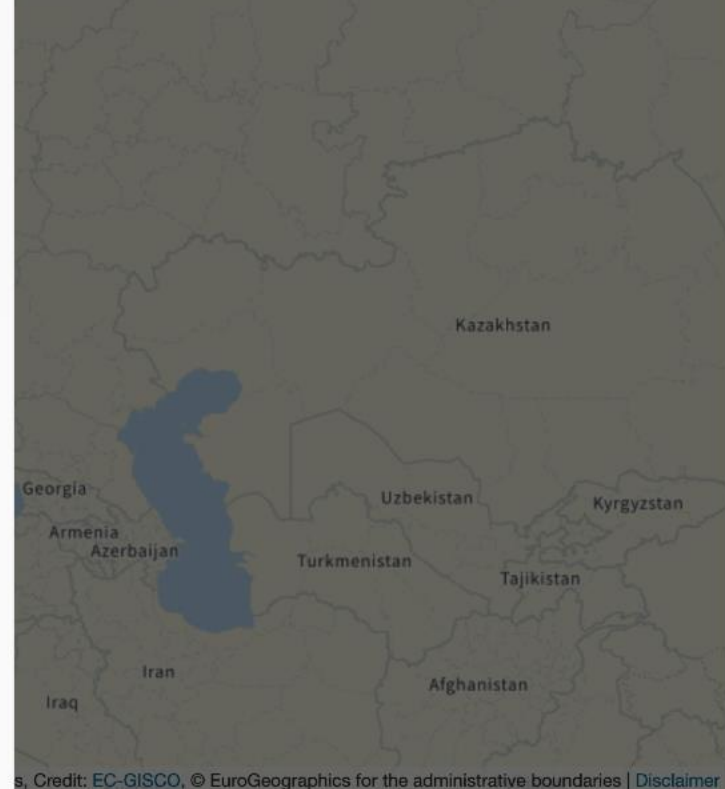 Kazakhstan
Georgia
Uzbekistan
Kyrgyzstan
Armenia
Azerbaijan
Turkmenistan
Tajikistan
Iran
Afghanistan
Iraq
s, Credit: EC-GISCO, © EuroGeographics for the administrative boundaries | Disclaimer